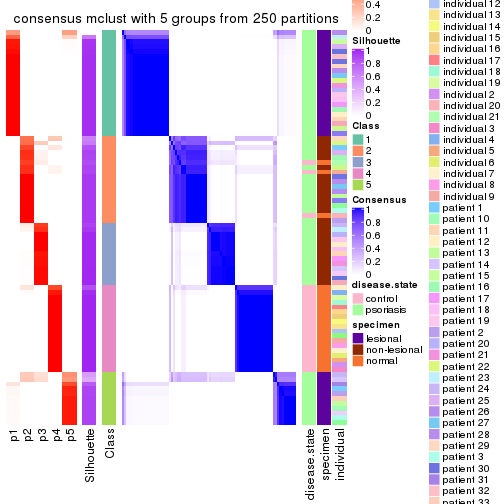 consensus mclust with 5 groups from 250 partitions
p1
p2
p3
p4
p5
Silhouette
Class
disease.state
specimen
individual
0.4
0.2
0
Silhouette
1
0.8
0.6
0.4
0.2
0
Class
1
2
3
4
5
Consensus
1
0.8
0.6
0.4
0.2
0
disease.state
control
psoriasis
specimen
lesional
non-lesional
normal
individual 12
individual 13
individual 14
individual 15
individual 16
individual 17
individual 18
individual 19
individual 2
individual 20
individual 21
individual 3
individual 4
individual 5
individual 6
individual 7
individual 8
individual 9
patient 1
patient 10
patient 11
patient 12
patient 13
patient 14
patient 15
patient 16
patient 17
patient 18
patient 19
patient 2
patient 20
patient 21
patient 22
patient 23
patient 24
patient 25
patient 26
patient 27
patient 28
patient 29
patient 3
patient 30
patient 31
patient 32
patient 33